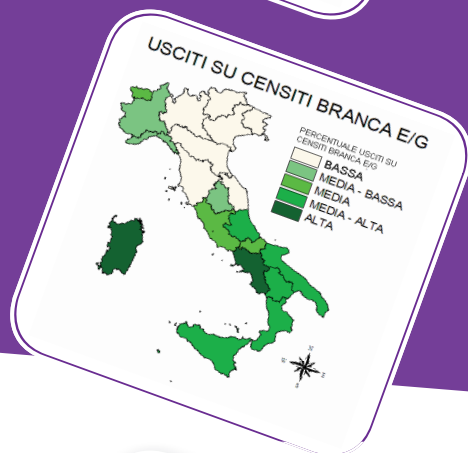 USCITI SU CENSITI BRANCA E/G
PERCENTUALE USCITI SU
CENSITI BRANCA E/G
BASSA
MEDIA - BASSA
MEDIA
MEDIA - ALTA
ALTA